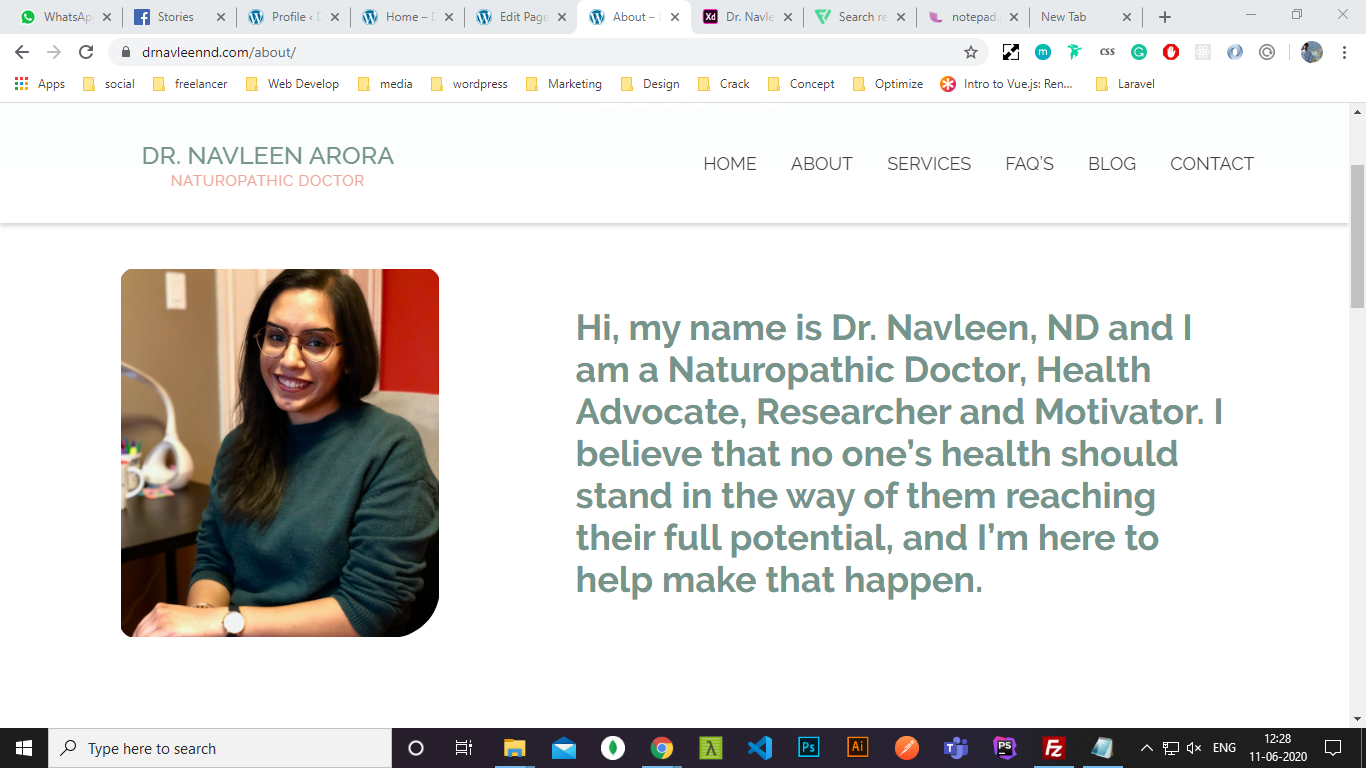 WhatsApp
Stories
Profile ‹ D
Home – D
Edit Page
About – D
Dr. Navle
Search re
notepad.
New Tab
drnavleennd.com/about/
css
Apps
social
freelancer
Web Develop
media
wordpress
Marketing
Design
Crack
Concept
Optimize
Intro to Vue.js: Ren...
Laravel
DR. NAVLEEN ARORA
NATUROPATHIC DOCTOR
HOME
ABOUT
SERVICES
FAQ'S
BLOG
CONTACT
Hi, my name is Dr. Navleen, ND and I
am a Naturopathic Doctor, Health
Advocate, Researcher and Motivator. I
believe that no one’s health should
stand in the way of them reaching
their full potential, and I’m here to
help make that happen.
Type here to search
ENG
12:28
11-06-2020